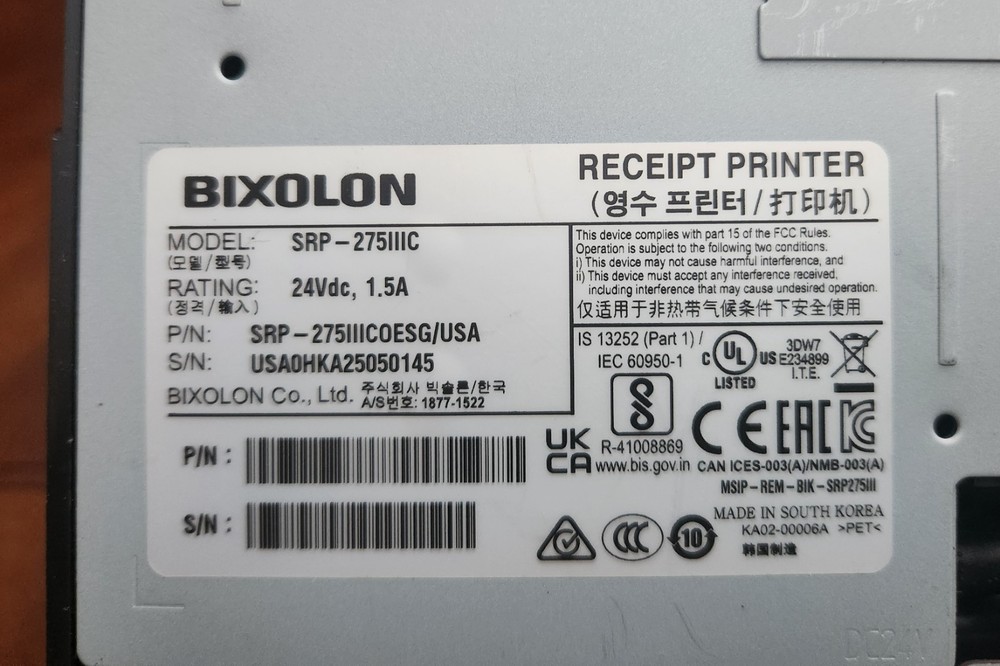 BIXOLON
RECEIPT PRINTER
(영수 프린터/打印机)
MODEL: SRP-275IIIC
(모델/型号)
RATING: 24Vdc, 1.5A
(정격/输入)
P/N: SRP-275IIICOESG/USA
S/N: USA0HKA25050145
BIXOLON Co., Ltd. 주식회사 빅솔론/한국
A/S번호: 1877-1522
This device complies with part 15 of the FCC Rules.
Operation is subject to the following two conditions.
i) This device may not cause harmful interference, and
ii) This device must accept any interference received,
including interference that may cause undesired operation.
仅适用于非热带气候条件下安全使用
IS 13252 (Part 1) /
IEC 60950-1
R-41008869
www.bis.gov.in
C UL US
LISTED
3DW7
E234899
I.T.E.
CE EAC KC
CAN ICES-003(A)/NMB-003(A)
MSIP-REM-BIK-SRP275III
P/N :
S/N :
UK
CA
CCC
10
MADE IN SOUTH KOREA
KA02-00006A >PET<
韩国制造
DC24V